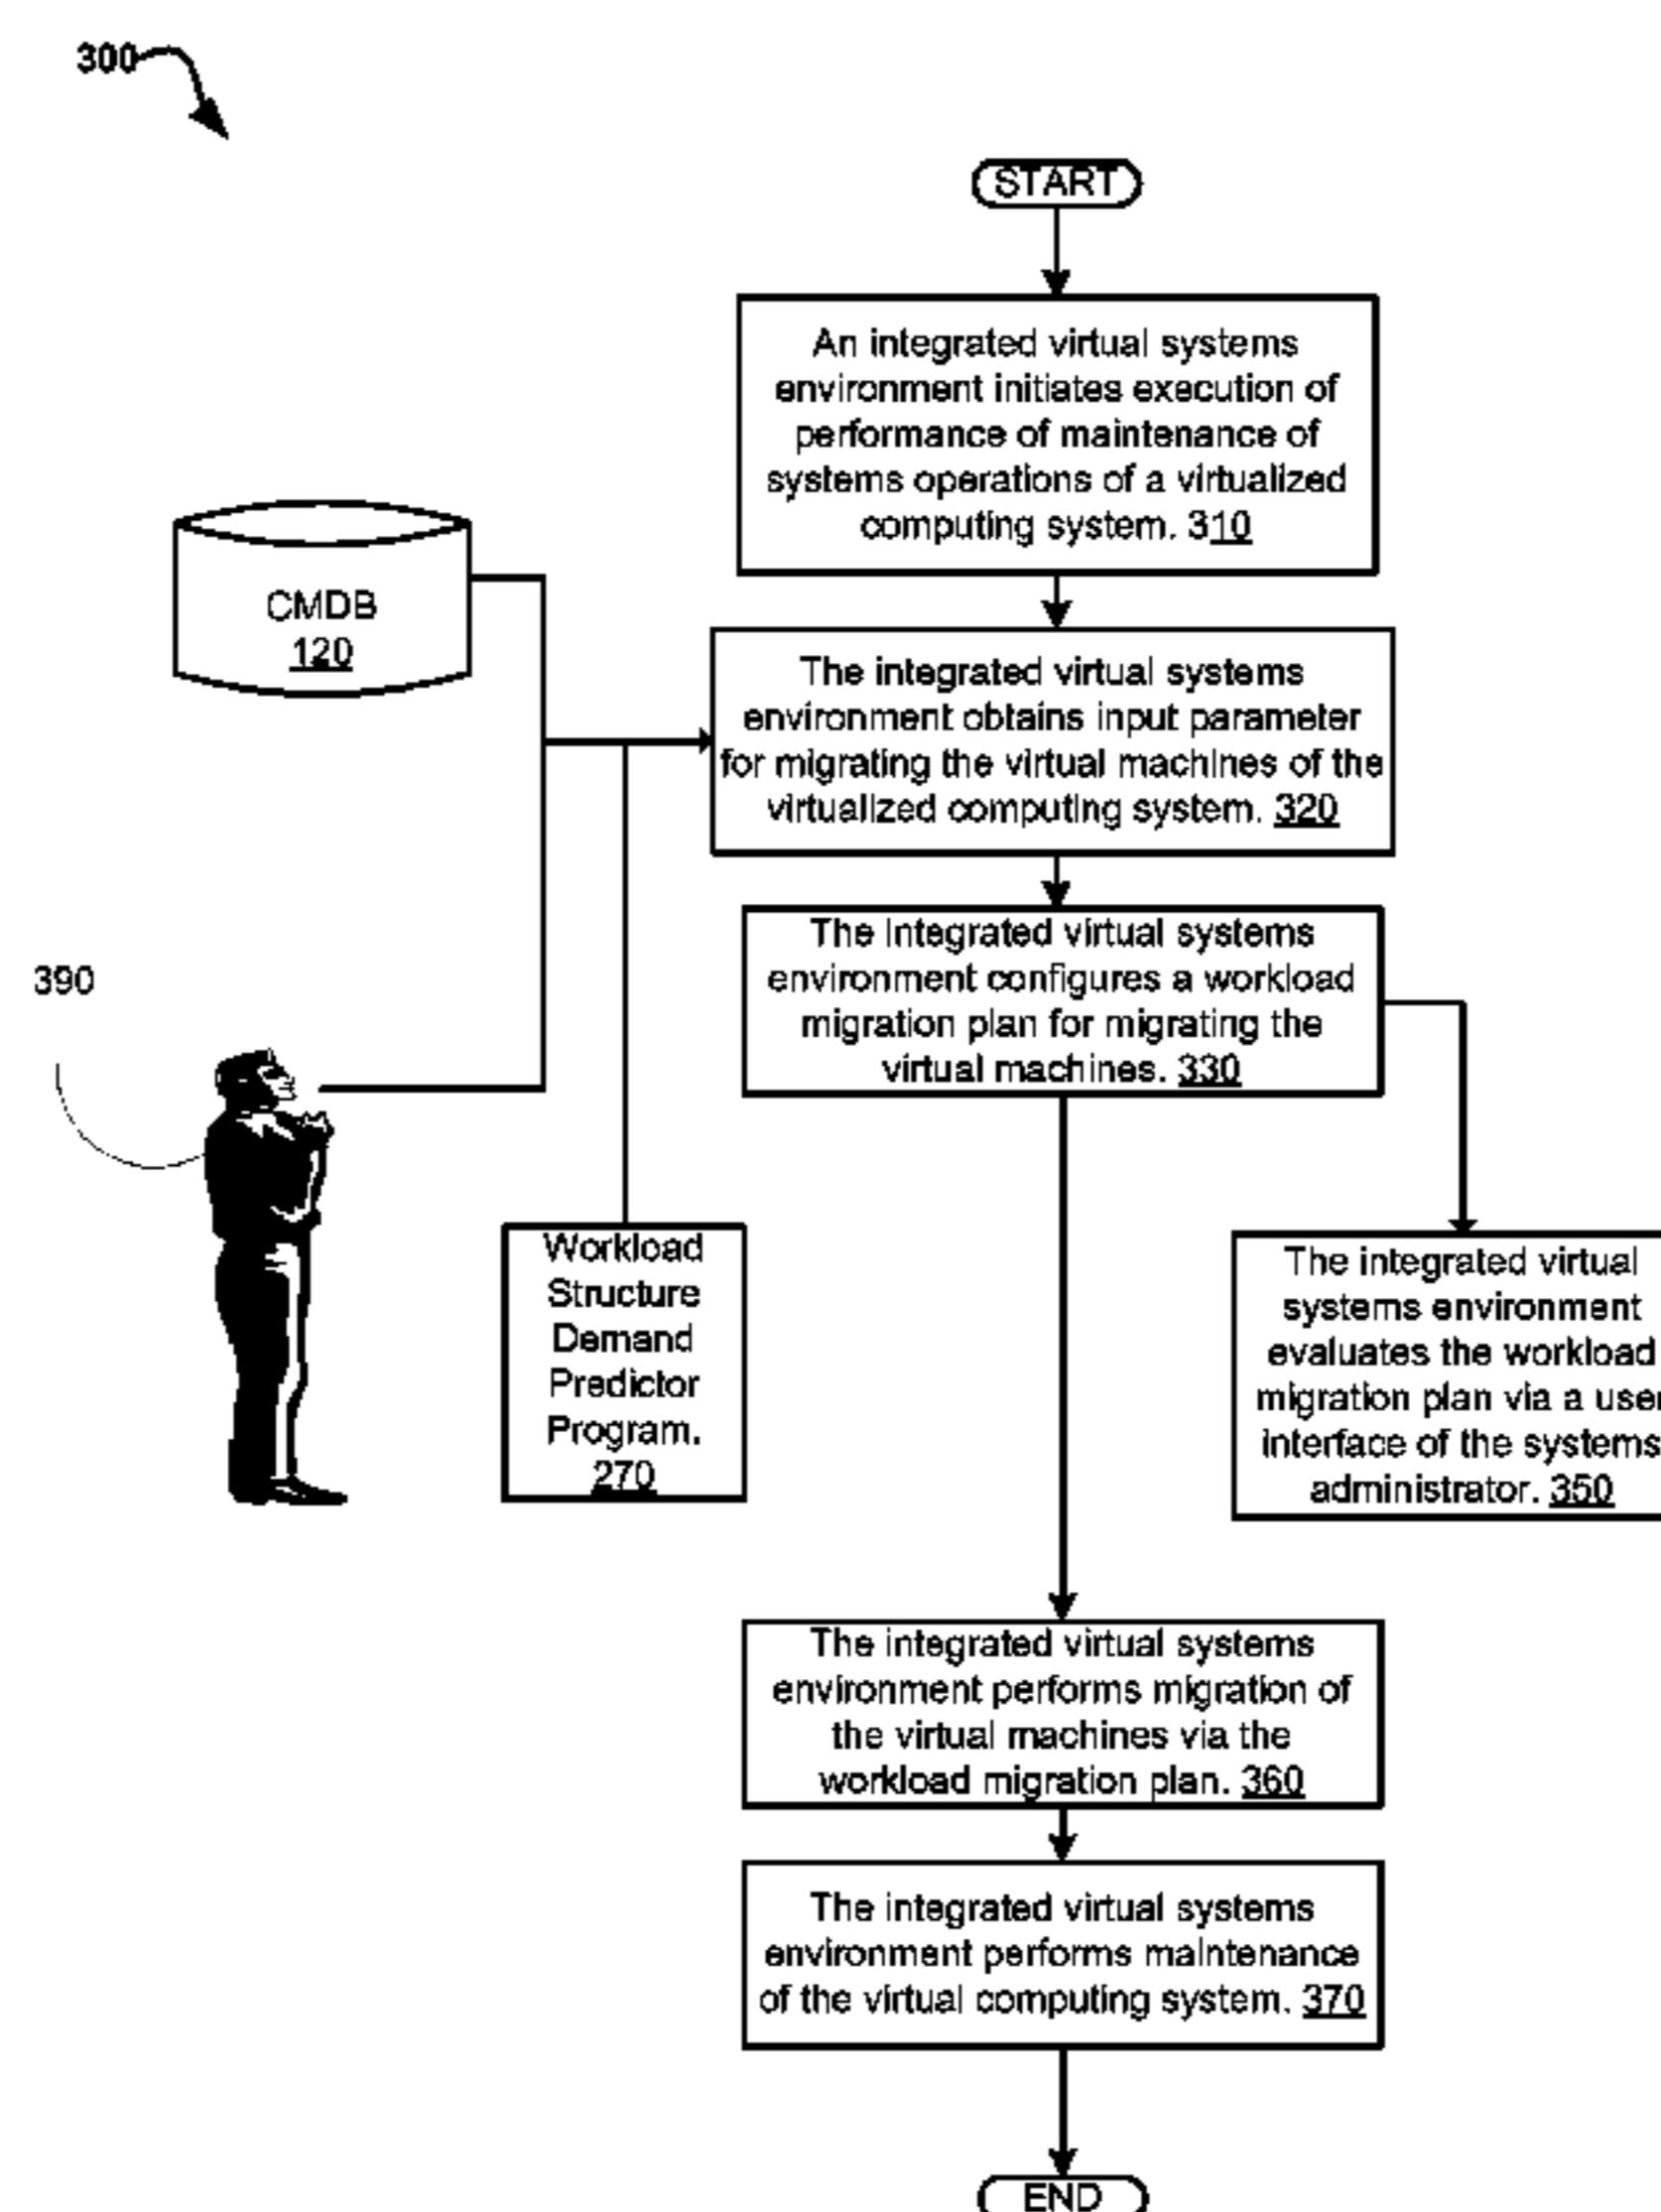 300
START
An integrated virtual systems
environment initiates execution of
performance of maintenance of
systems operations of a virtualized
computing system. 310
CMDB
120
The integrated virtual systems
environment obtains input parameter
for migrating the virtual machines of the
virtualized computing system. 320
The integrated virtual systems
environment configures a workload
migration plan for migrating the
virtual machines. 330
390
Workload
Structure
Demand
Predictor
Program.
270
The integrated virtual
systems environment
evaluates the workload
migration plan via a user
interface of the systems
administrator. 350
The integrated virtual systems
environment performs migration of
the virtual machines via the
workload migration plan. 360
The integrated virtual systems
environment performs maintenance
of the virtual computing system. 370
END